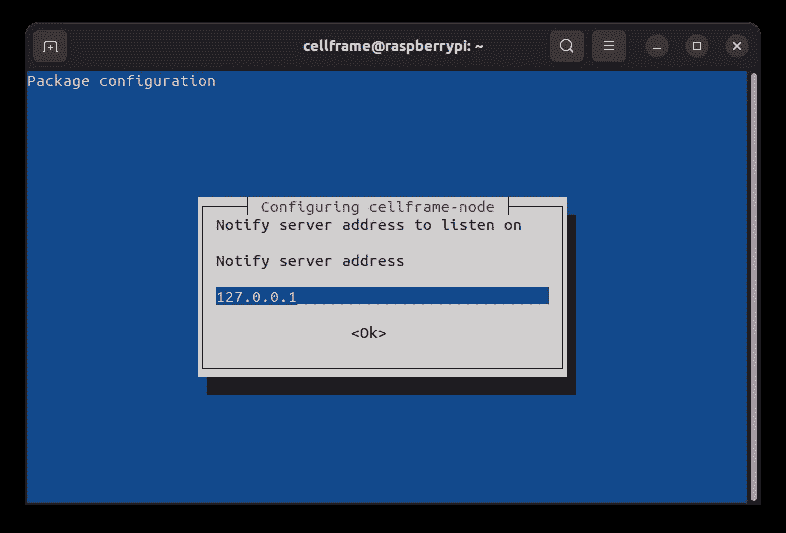 cellframe@raspberrypi: ~
Package configuration
Configuring cellframe-node
Notify server address to listen on
Notify server address
127.0.0.1
<Ok>